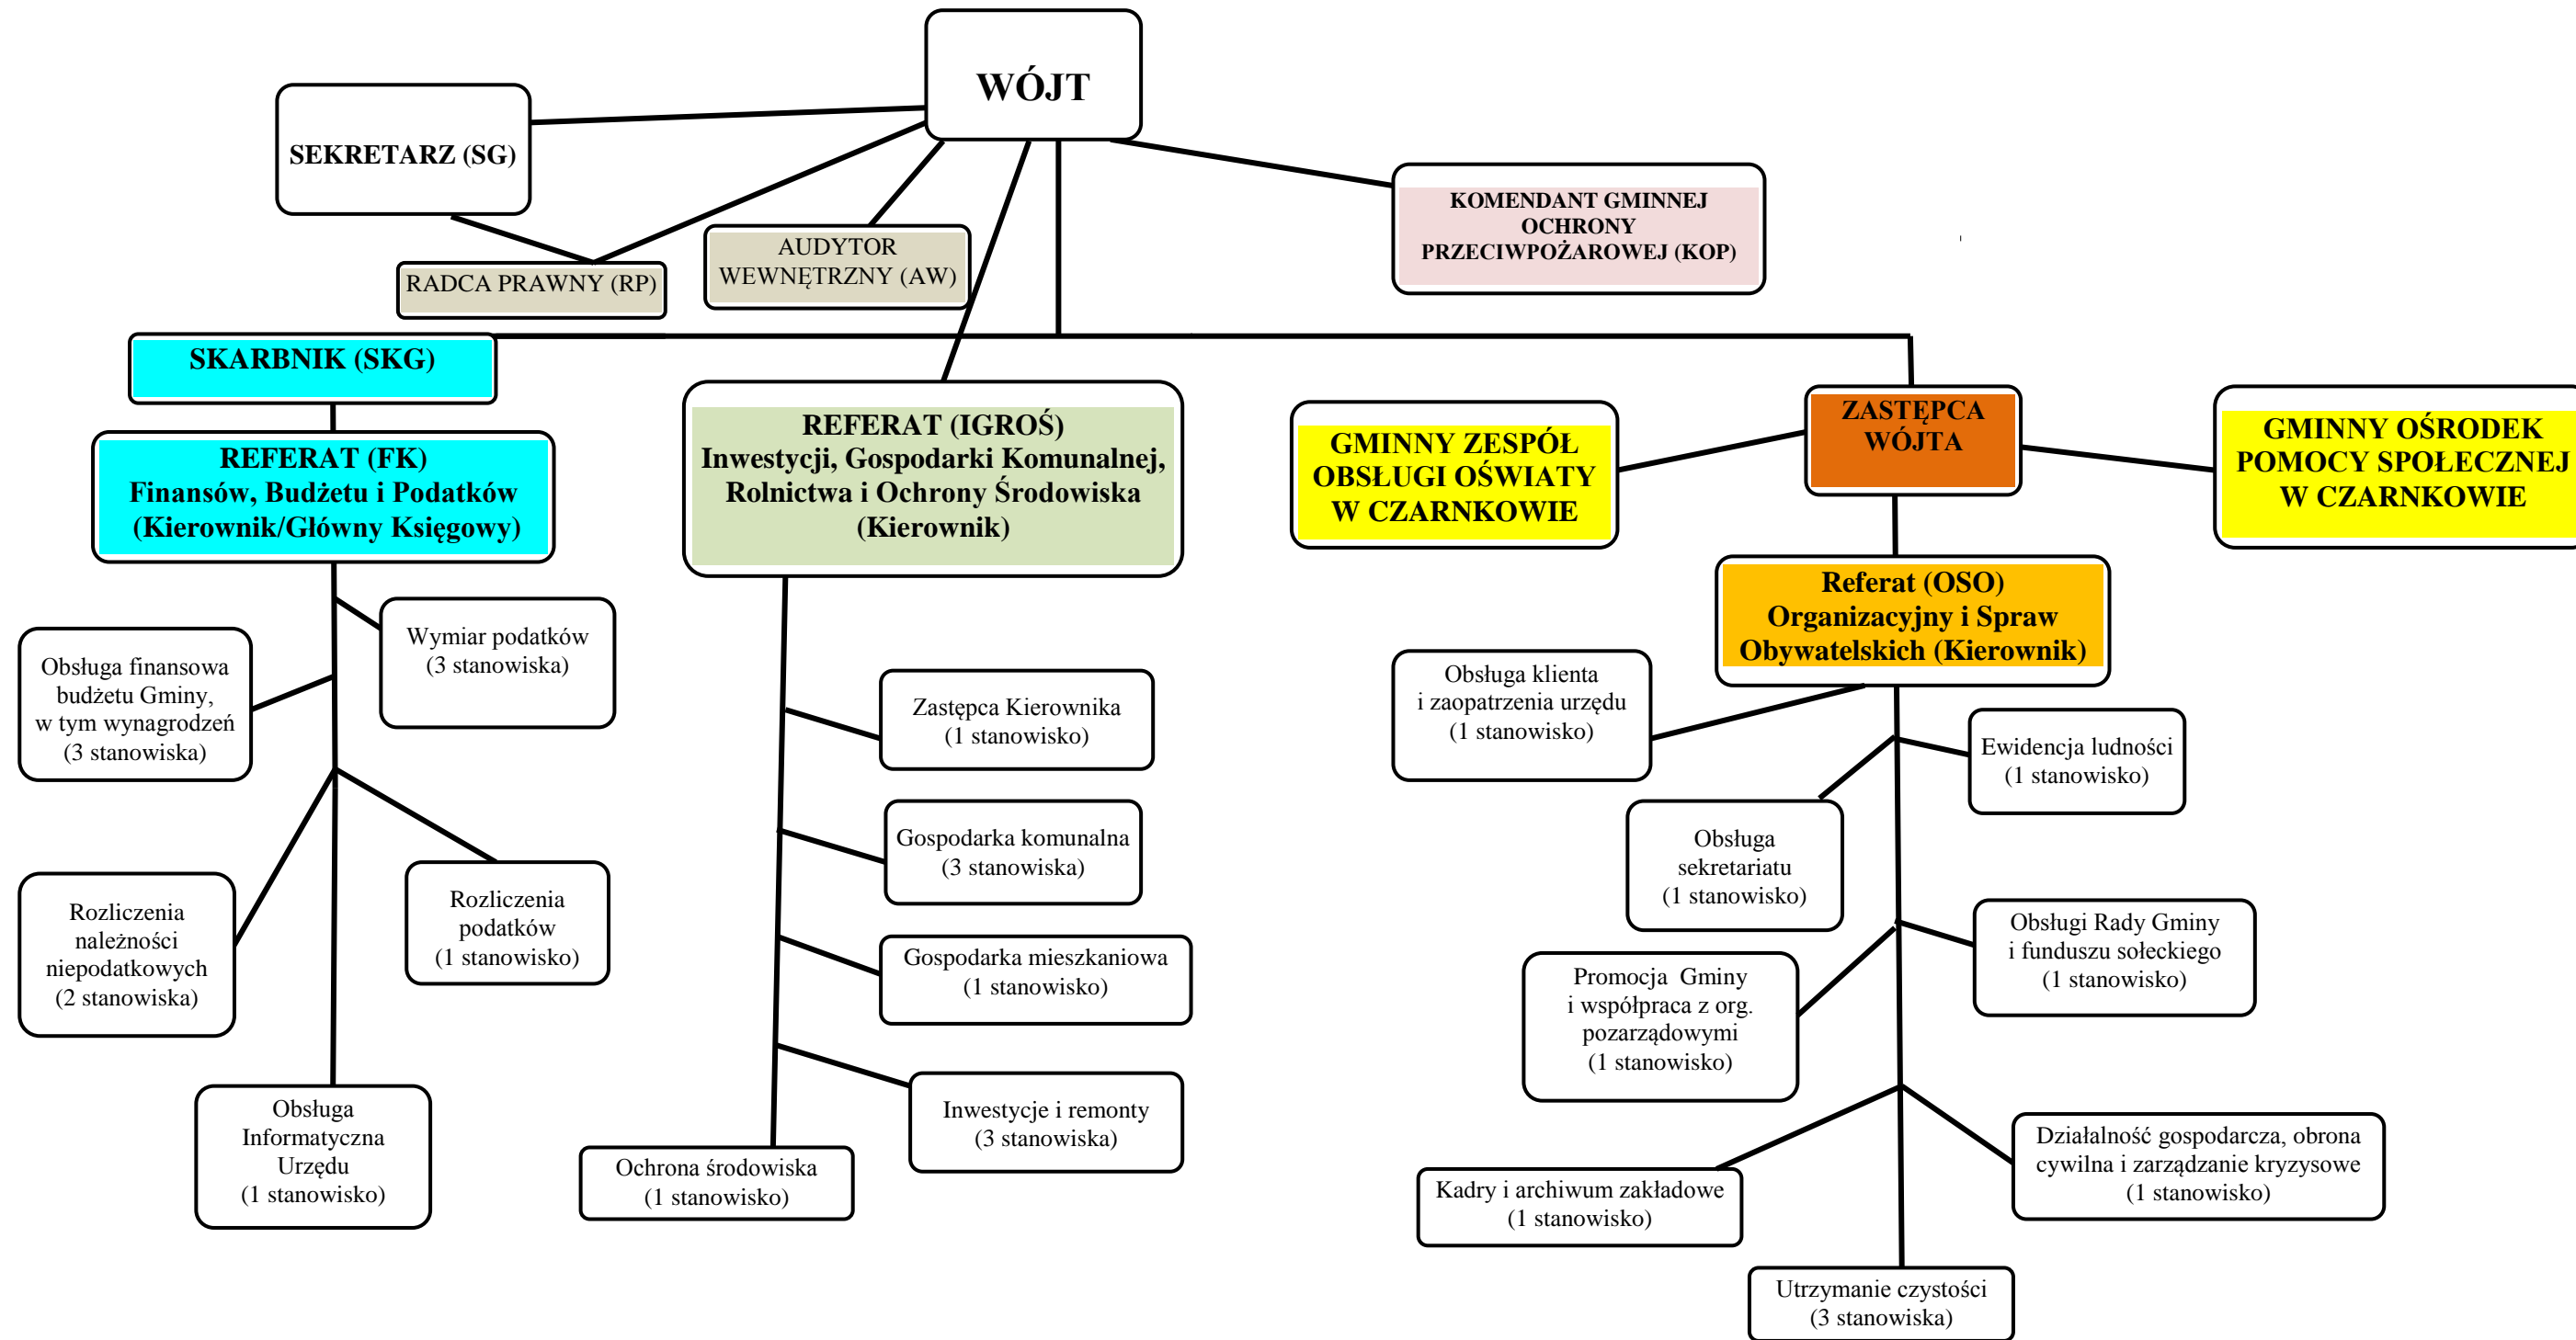 WÓJT
SEKRETARZ (SG)
RADCA PRAWNY (RP)
AUDYTOR
WEWNĘTRZNY (AW)
KOMENDANT GMINNEJ
OCHRONY
PRZECIWPOŻAROWEJ (KOP)
SKARBNIK (SKG)
REFERAT (FK)
Finansów, Budżetu i Podatków
(Kierownik/Główny Księgowy)
REFERAT (IGROŚ)
Inwestycji, Gospodarki Komunalnej,
Rolnictwa i Ochrony Środowiska
(Kierownik)
GMINNY ZESPÓŁ
OBSŁUGI OŚWIATY
W CZARNKOWIE
ZASTĘPCA
WÓJTA
GMINNY OŚRODEK
POMOCY SPOŁECZNEJ
W CZARNKOWIE
Referat (OSO)
Organizacyjny i Spraw
Obywatelskich (Kierownik)
Obsługa finansowa
budżetu Gminy,
w tym wynagrodzeń
(3 stanowiska)
Wymiar podatków
(3 stanowiska)
Rozliczenia
należności
niepodatkowych
(2 stanowiska)
Rozliczenia
podatków
(1 stanowisko)
Obsługa
Informatyczna
Urzędu
(1 stanowisko)
Zastępca Kierownika
(1 stanowisko)
Gospodarka komunalna
(3 stanowiska)
Gospodarka mieszkaniowa
(1 stanowisko)
Inwestycje i remonty
(3 stanowiska)
Ochrona środowiska
(1 stanowisko)
Obsługa klienta
i zaopatrzenia urzędu
(1 stanowisko)
Ewidencja ludności
(1 stanowisko)
Obsługa
sekretariatu
(1 stanowisko)
Obsługi Rady Gminy
i funduszu sołeckiego
(1 stanowisko)
Promocja  Gminy
i współpraca z org.
pozarządowymi
(1 stanowisko)
Działalność gospodarcza, obrona
cywilna i zarządzanie kryzysowe
(1 stanowisko)
Kadry i archiwum zakładowe
(1 stanowisko)
Utrzymanie czystości
(3 stanowiska)